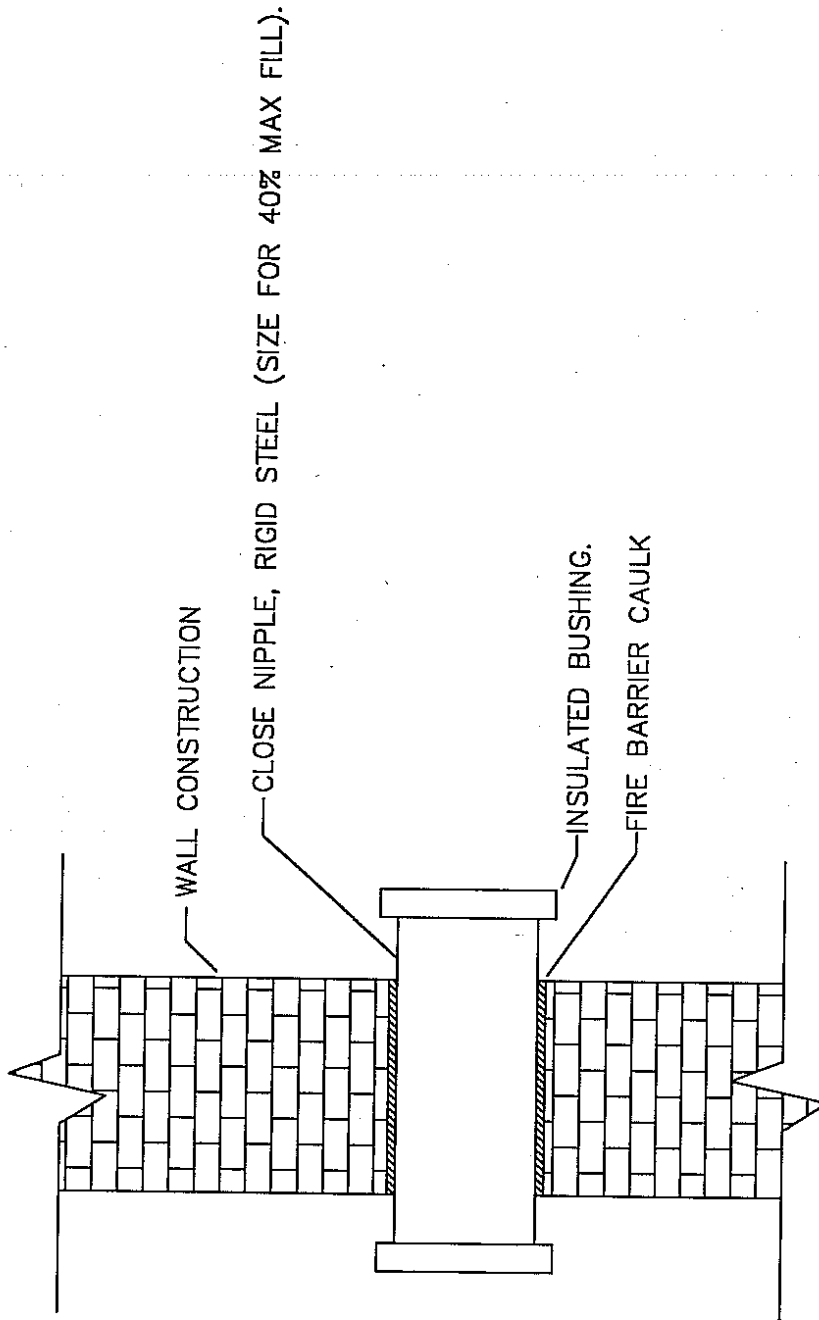 WALL CONSTRUCTION
CLOSE NIPPLE, RIGID STEEL (SIZE FOR 40% MAX FILL).
INSULATED BUSHING.
FIRE BARRIER CAULK